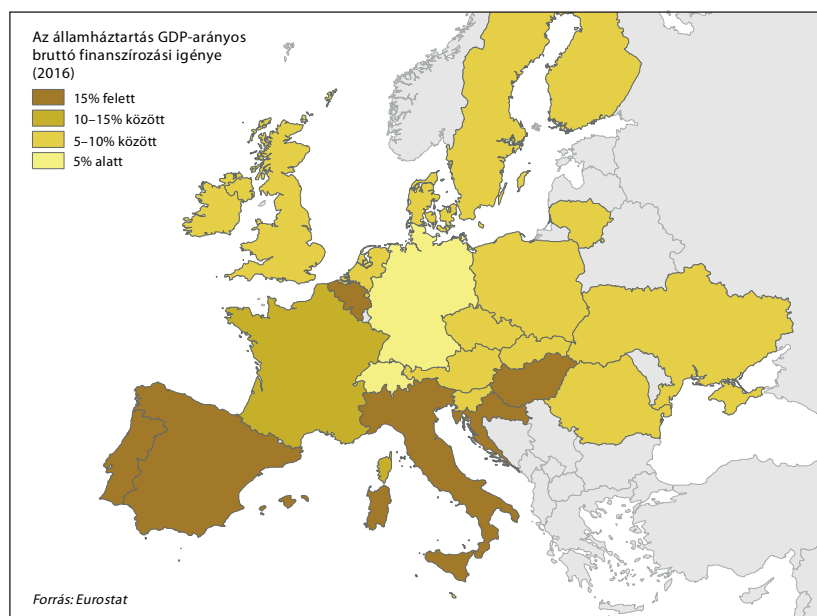 Az államháztartás GDP-arányos
bruttó finanszírozási igénye
(2016)
15% felett
10–15% között
5–10% között
5% alatt
Forrás: Eurostat